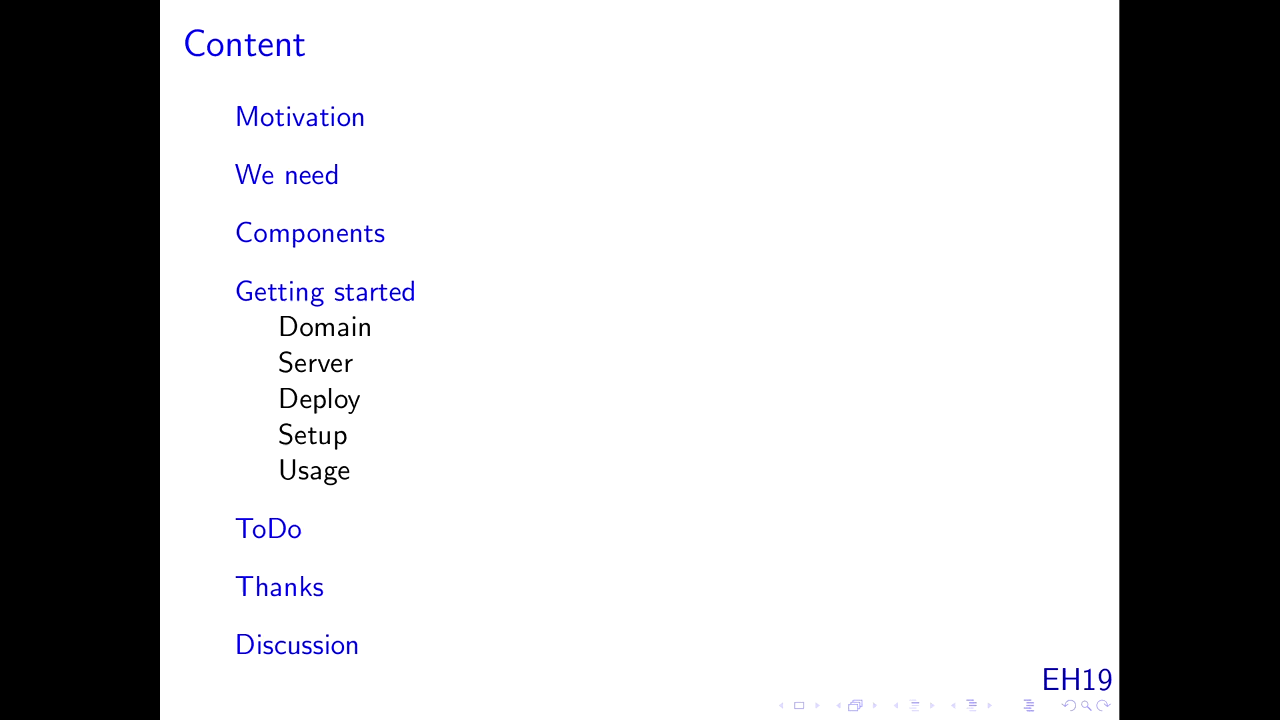 Content
Motivation
We need
Components
Getting started
Domain
Server
Deploy
Setup
Usage
ToDo
Thanks
Discussion
EH19